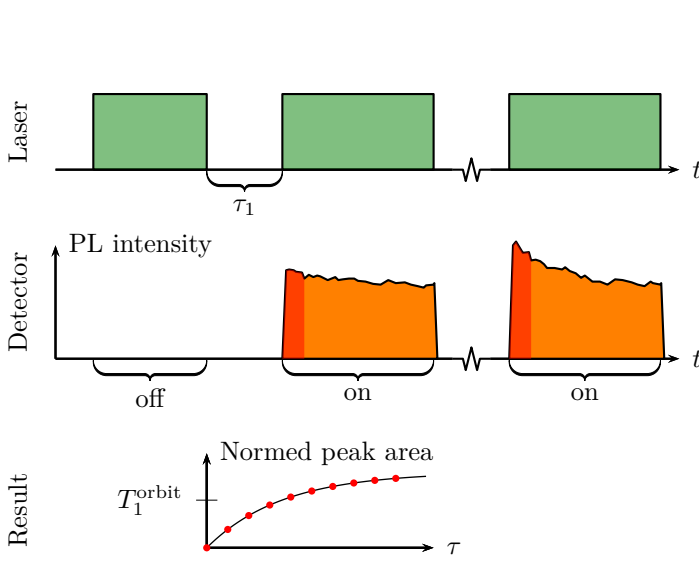 Laser
t
τ₁
Detector
PL intensity
t
off
on
on
Result
Normed peak area
T₁ᵒʳᵇⁱᵗ
τ